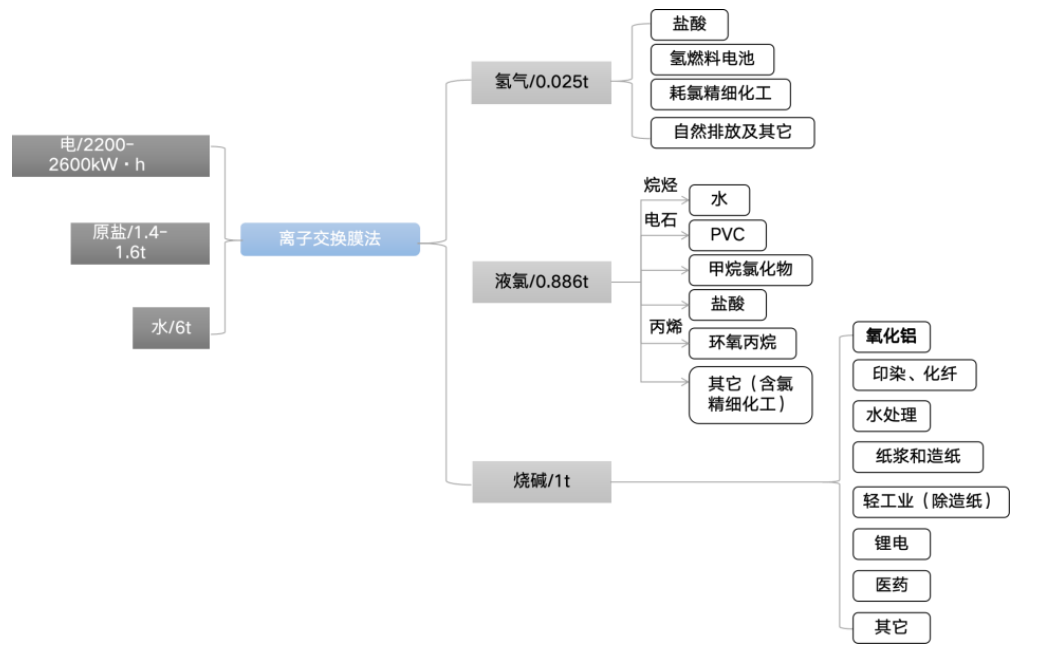 电/2200-
2600kW·h
原盐/1.4-
1.6t
水/6t
离子交换膜法
氢气/0.025t
盐酸
氢燃料电池
耗氯精细化工
自然排放及其它
液氯/0.886t
烷烃
水
电石
PVC
甲烷氯化物
盐酸
丙烯
环氧丙烷
其它（含氯
精细化工）
烧碱/1t
氧化铝
印染、化纤
水处理
纸浆和造纸
轻工业（除造纸）
锂电
医药
其它